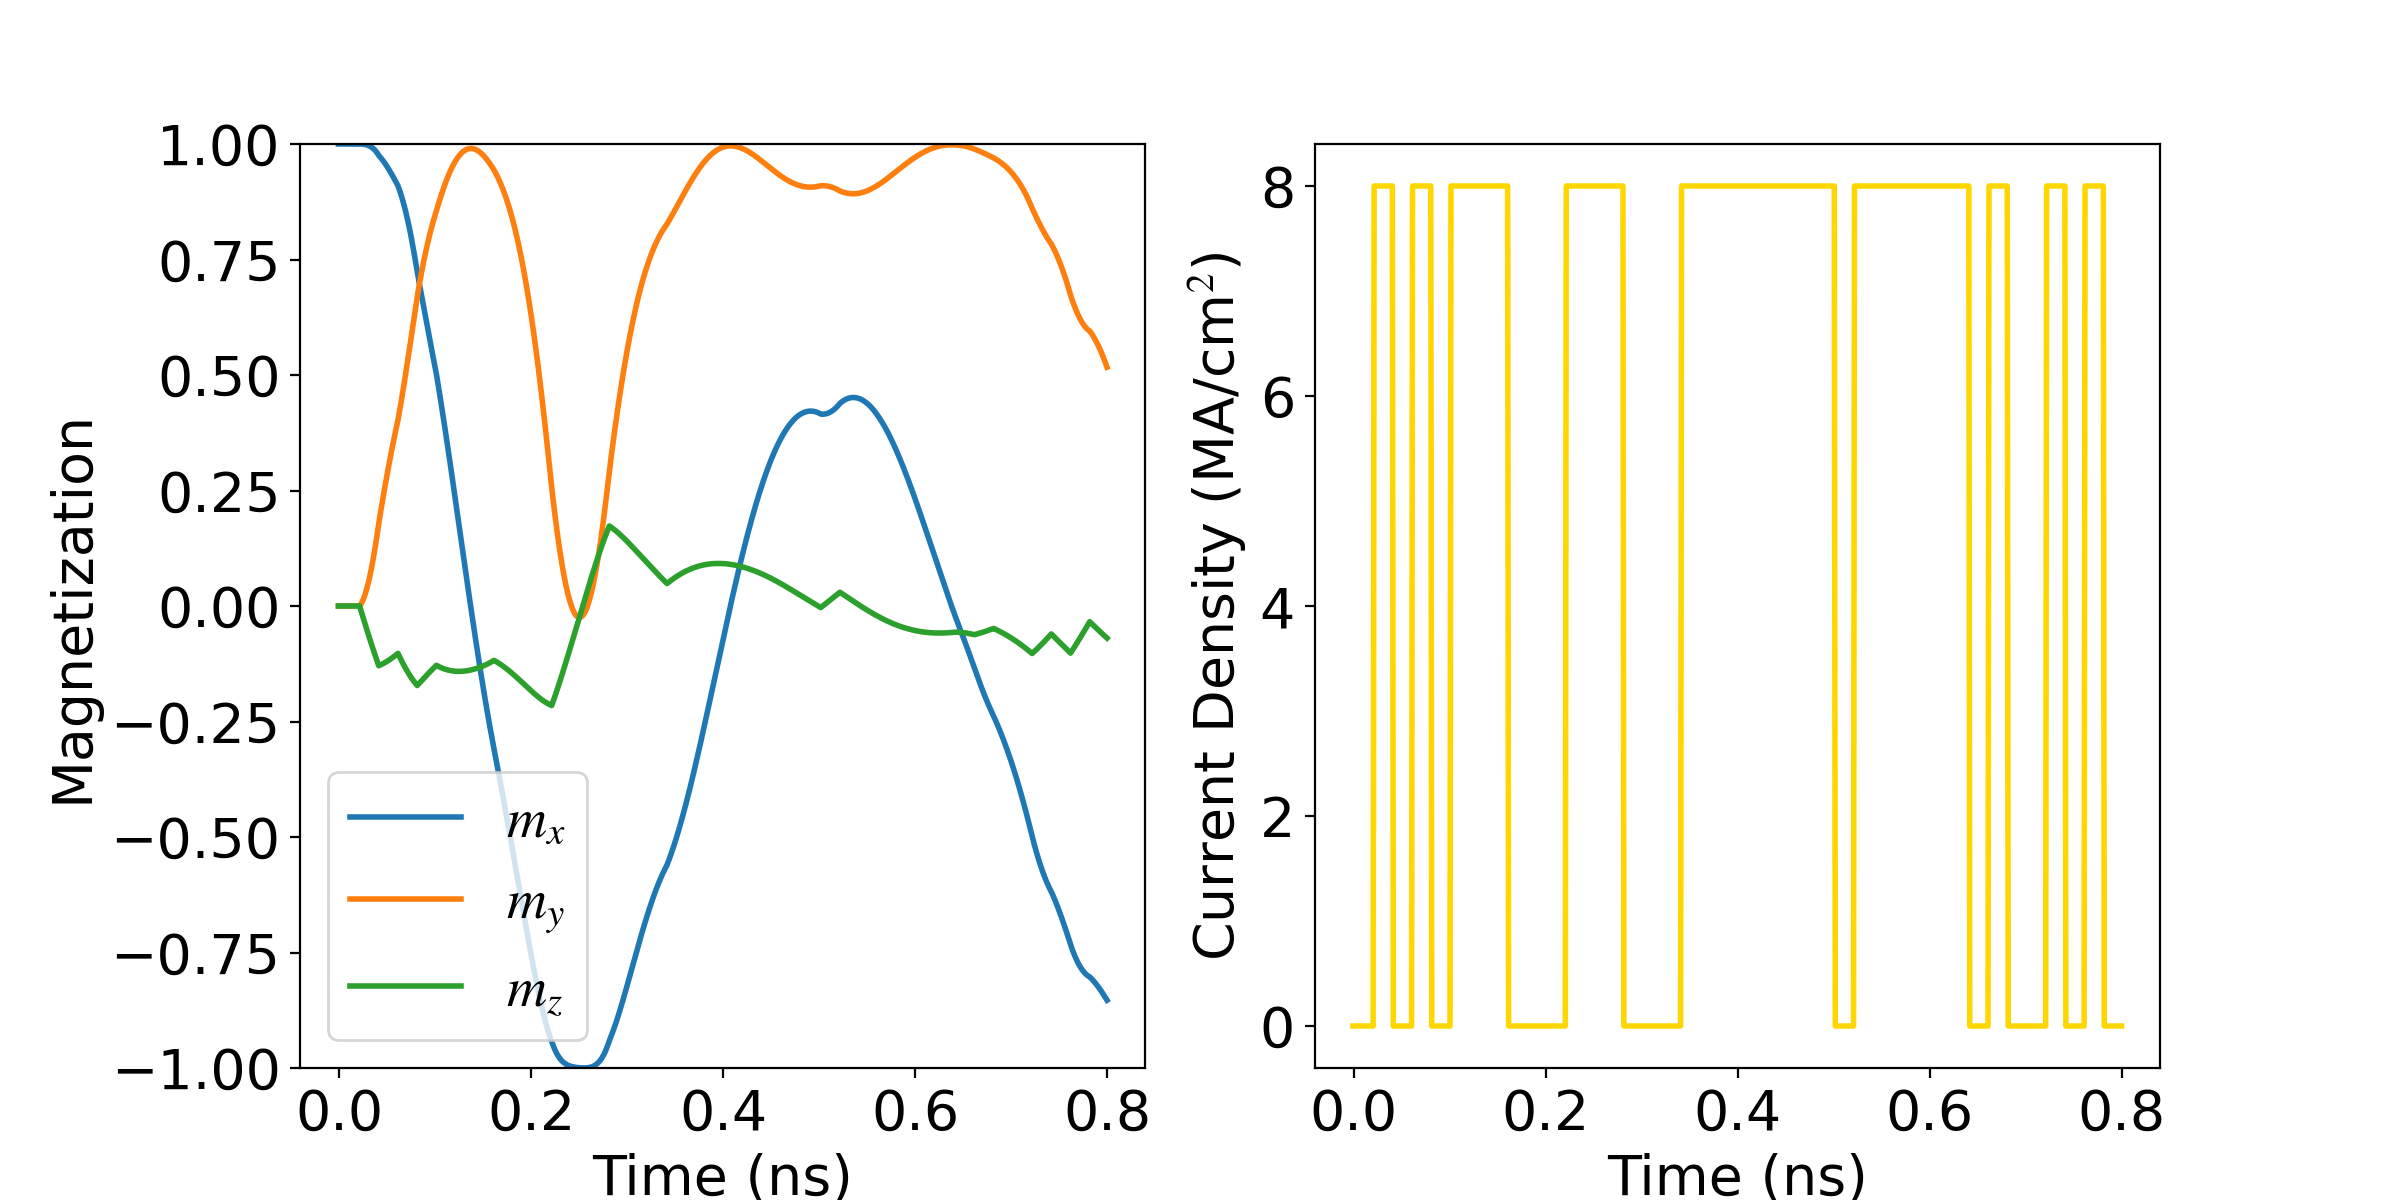 1.00
0.75
0.50
0.25
0.00
−0.25
−0.50
−0.75
−1.00
Magnetization
m_x
m_y
m_z
0.0 0.2 0.4 0.6 0.8
Time (ns)
8
6
4
2
0
Current Density (MA/cm²)
0.0 0.2 0.4 0.6 0.8
Time (ns)